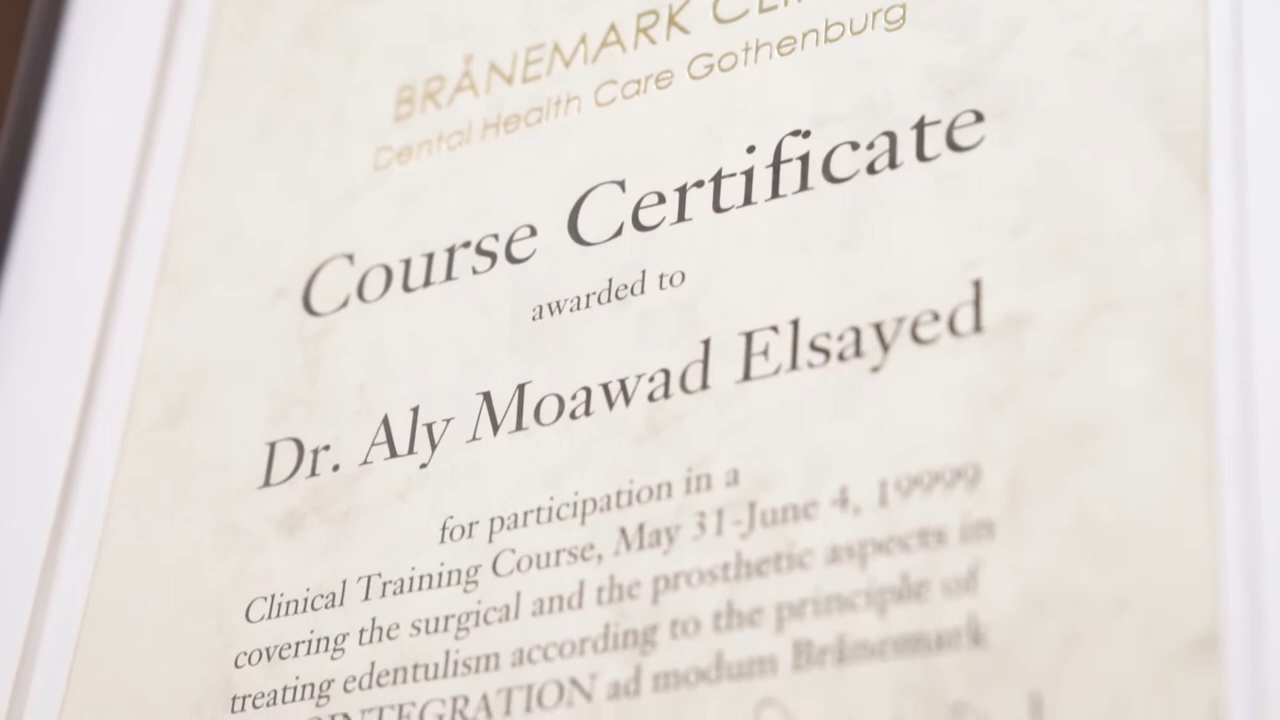 BRÅNEMARK
Dental Health Care Gothenburg
Course Certificate
awarded to
Dr. Aly Moawad Elsayed
for participation in a
Clinical Training Course, May 31-June 4, 19999
covering the surgical and the prosthetic aspects in
treating edentulism according to the principle of
ad modum Brånemark